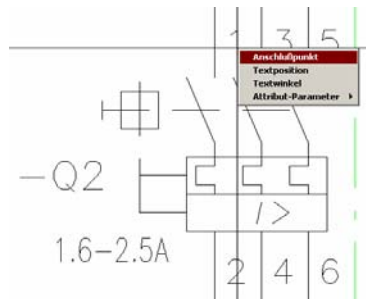 1 3 5
Anschlußpunkt
Textposition
Textwinkel
Attribut-Parameter
-Q2
I >
1.6-2.5A
2 4 6